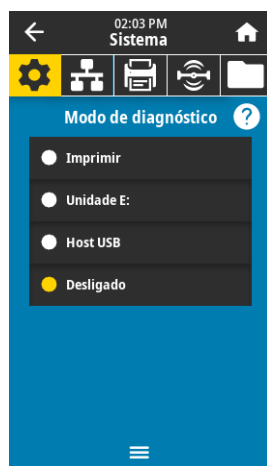 02:03 PM
Sistema
Modo de diagnóstico ?
Imprimir
Unidade E:
Host USB
Desligado